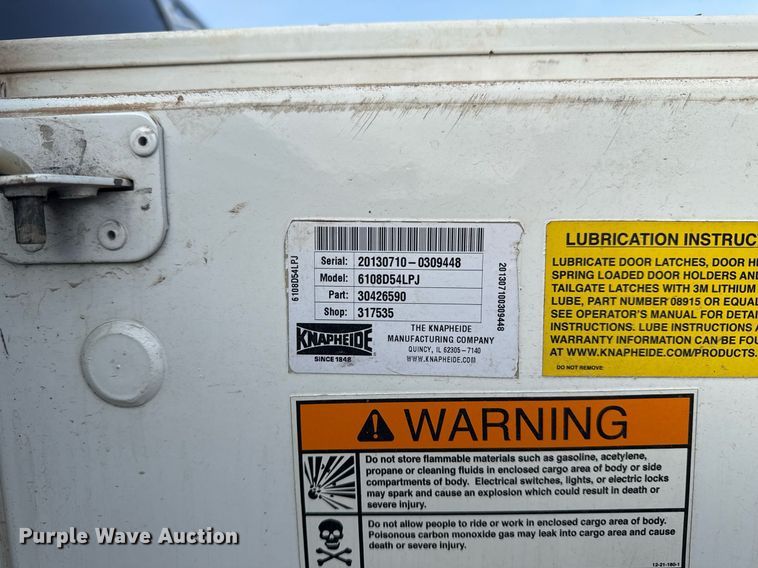 6108D54LPJ
Serial: 20130710-0309448
Model: 6108D54LPJ
Part: 30426590
Shop: 317535
201307100309448
KNAPHEIDE
SINCE 1848
THE KNAPHEIDE
MANUFACTURING COMPANY
QUINCY, IL 62305-7140
WWW.KNAPHEIDE.COM
LUBRICATION INSTRUC
LUBRICATE DOOR LATCHES, DOOR H
SPRING LOADED DOOR HOLDERS AND
TAILGATE LATCHES WITH 3M LITHIUM
LUBE, PART NUMBER 08915 OR EQUAL
SEE OPERATOR'S MANUAL FOR DETAI
INSTRUCTIONS. LUBE INSTRUCTIONS A
WARRANTY INFORMATION CAN BE FOU
AT WWW.KNAPHEIDE.COM/PRODUCTS.
DO NOT REMOVE
WARNING
Do not store flammable materials such as gasoline, acetylene,
propane or cleaning fluids in enclosed cargo area of body or side
compartments of body. Electrical switches, lights, or electric locks
may spark and cause an explosion which could result in death or
severe injury.
Do not allow people to ride or work in enclosed cargo area of body.
Poisonous carbon monoxide gas may leak into cargo area and cause
death or severe injury.
12-21-180-1
Purple Wave Auction